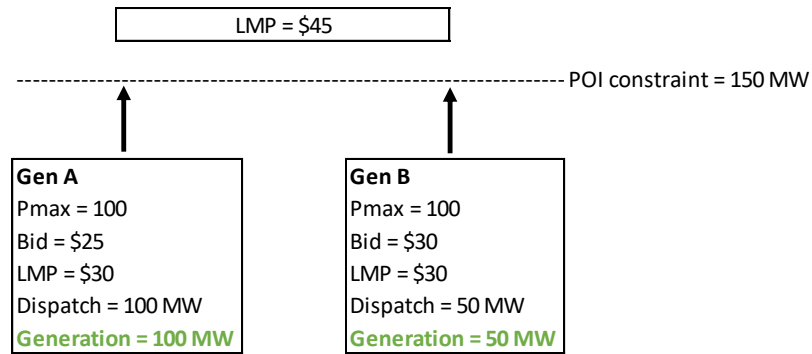 LMP = $45
POI constraint = 150 MW
Gen A
Pmax = 100
Bid = $25
LMP = $30
Dispatch = 100 MW
Generation = 100 MW
Gen B
Pmax = 100
Bid = $30
LMP = $30
Dispatch = 50 MW
Generation = 50 MW